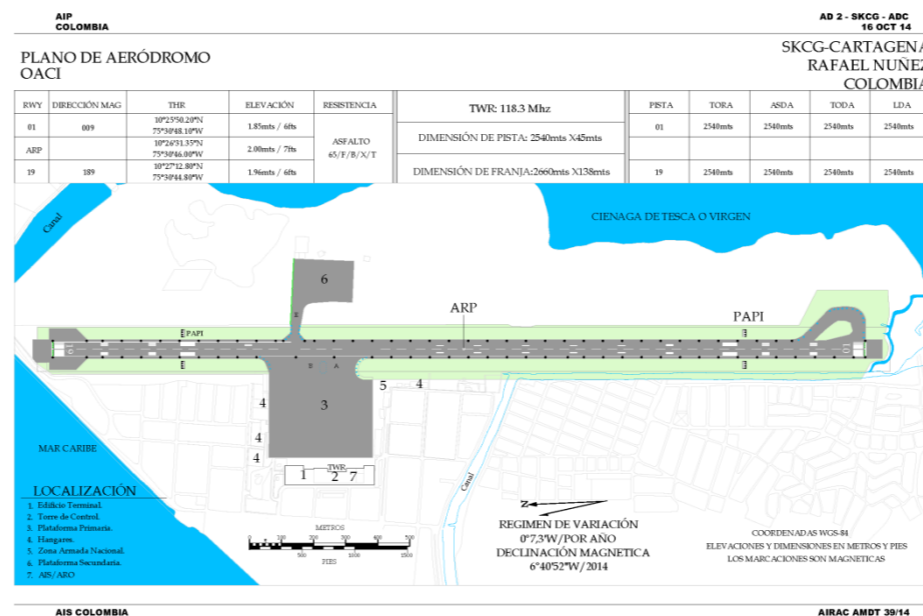 AIP
COLOMBIA
AD 2 - SKCG - ADC
16 OCT 14
PLANO DE AERÓDROMO
OACI
SKCG-CARTAGENA
RAFAEL NUÑEZ
COLOMBIA
RWY DIRECCIÓN MAG THR ELEVACIÓN RESISTENCIA
01 009 10°25'50.20"N 75°30'48.10"W 1.85mts / 6fts
ARP 10°26'31.35"N 75°30'46.00"W 2.00mts / 7fts
19 189 10°27'12.80"N 75°30'44.80"W 1.96mts / 6fts
ASFALTO
65/F/B/X/T
TWR: 118.3 Mhz
DIMENSIÓN DE PISTA: 2540mts X45mts
DIMENSIÓN DE FRANJA:2660mts X138mts
PISTA TORA ASDA TODA LDA
01 2540mts 2540mts 2540mts 2540mts
19 2540mts 2540mts 2540mts 2540mts
Canal
CIENAGA DE TESCA O VIRGEN
6
ARP
PAPI
PAPI
B A
3
5 4
4
4
4
TWR
1 2 7
MAR CARIBE
Canal
LOCALIZACIÓN
1. Edificio Terminal.
2. Torre de Control.
3. Plataforma Primaria.
4. Hangares.
5. Zona Armada Nacional.
6. Plataforma Secundaria.
7. AIS/ARO
METROS
PIES
N
REGIMEN DE VARIACIÓN
0°7,3'W/POR AÑO
DECLINACIÓN MAGNETICA
6°40'52"W/2014
COORDENADAS WGS-84
ELEVACIONES Y DIMENSIONES EN METROS Y PIES
LOS MARCACIONES SON MAGNETICAS
AIS COLOMBIA
AIRAC AMDT 39/14